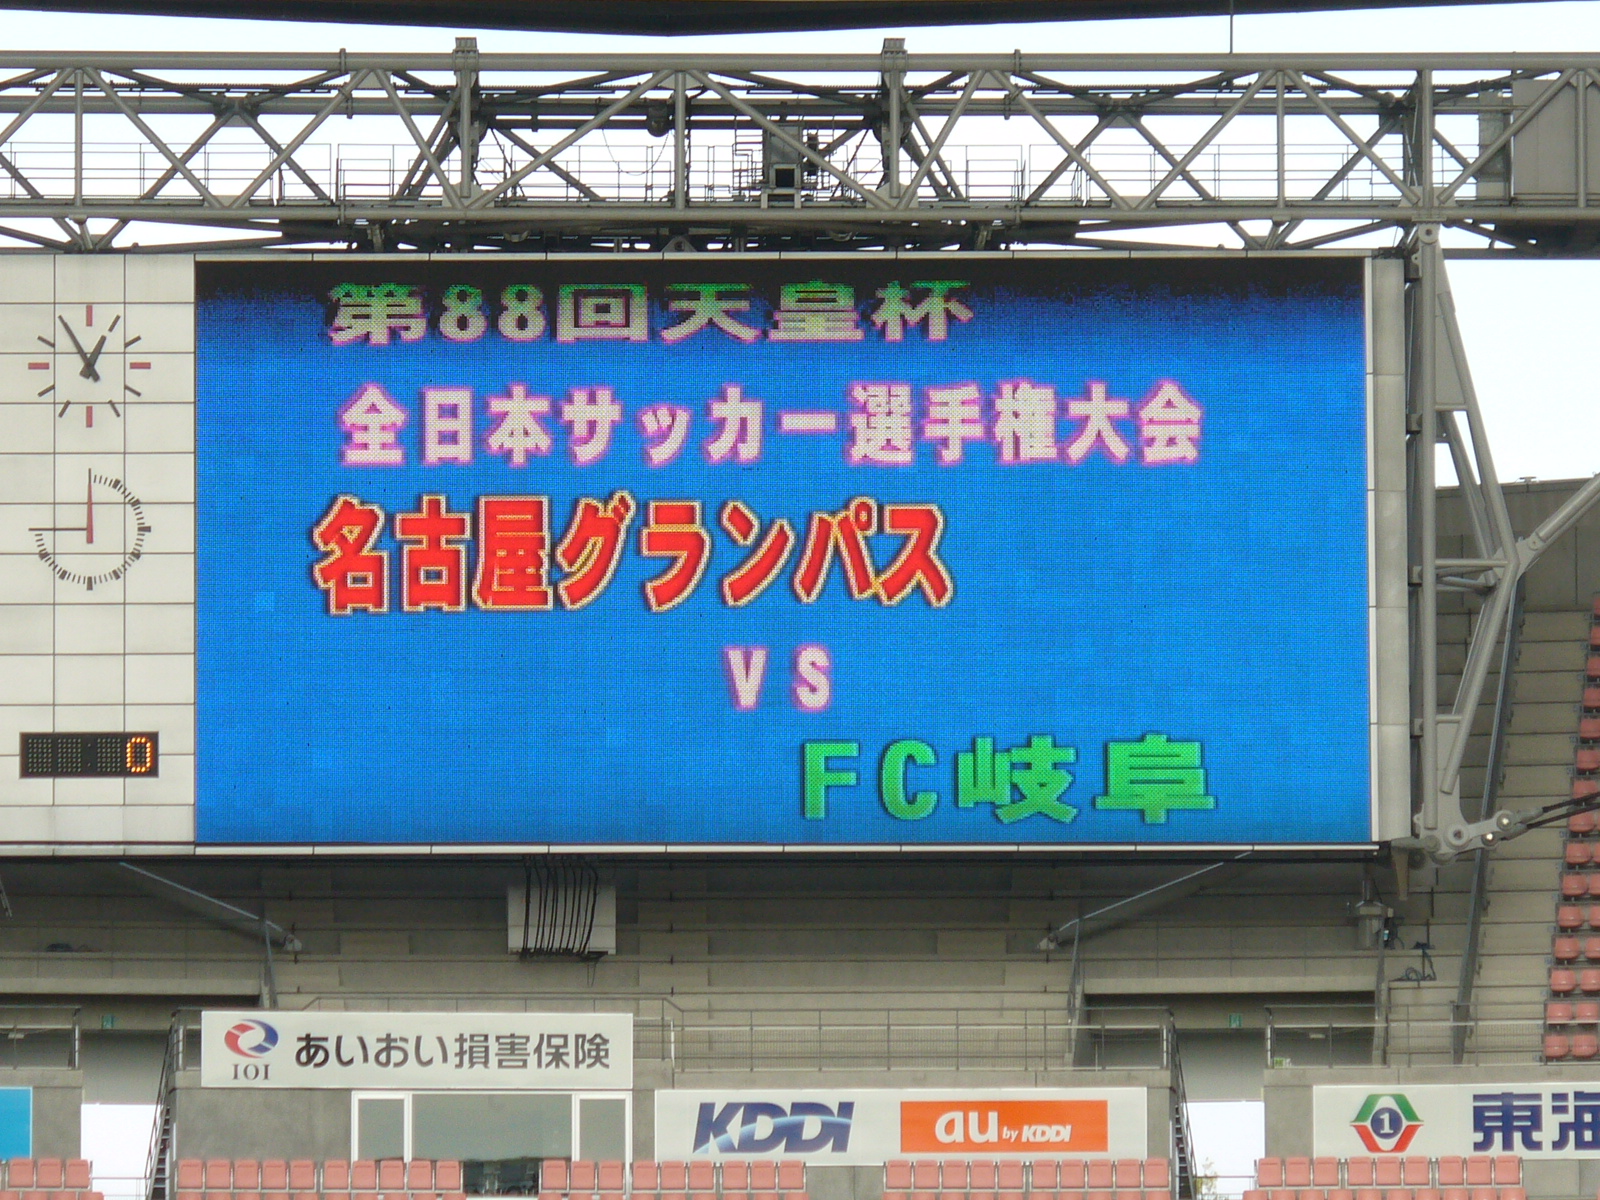 第88回天皇杯
全日本サッカー選手権大会
名古屋グランパス
VS
FC岐阜
0
IOI
あいおい損害保険
KDDI
au by KDDI
1
東海